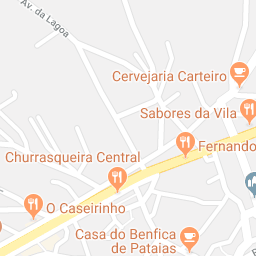 Av. da Lagoa
Cervejaria Carteiro
Sabores da Vila
Fernando
Churrasqueira Central
O Caseirinho
Casa do Benfica
de Pataias